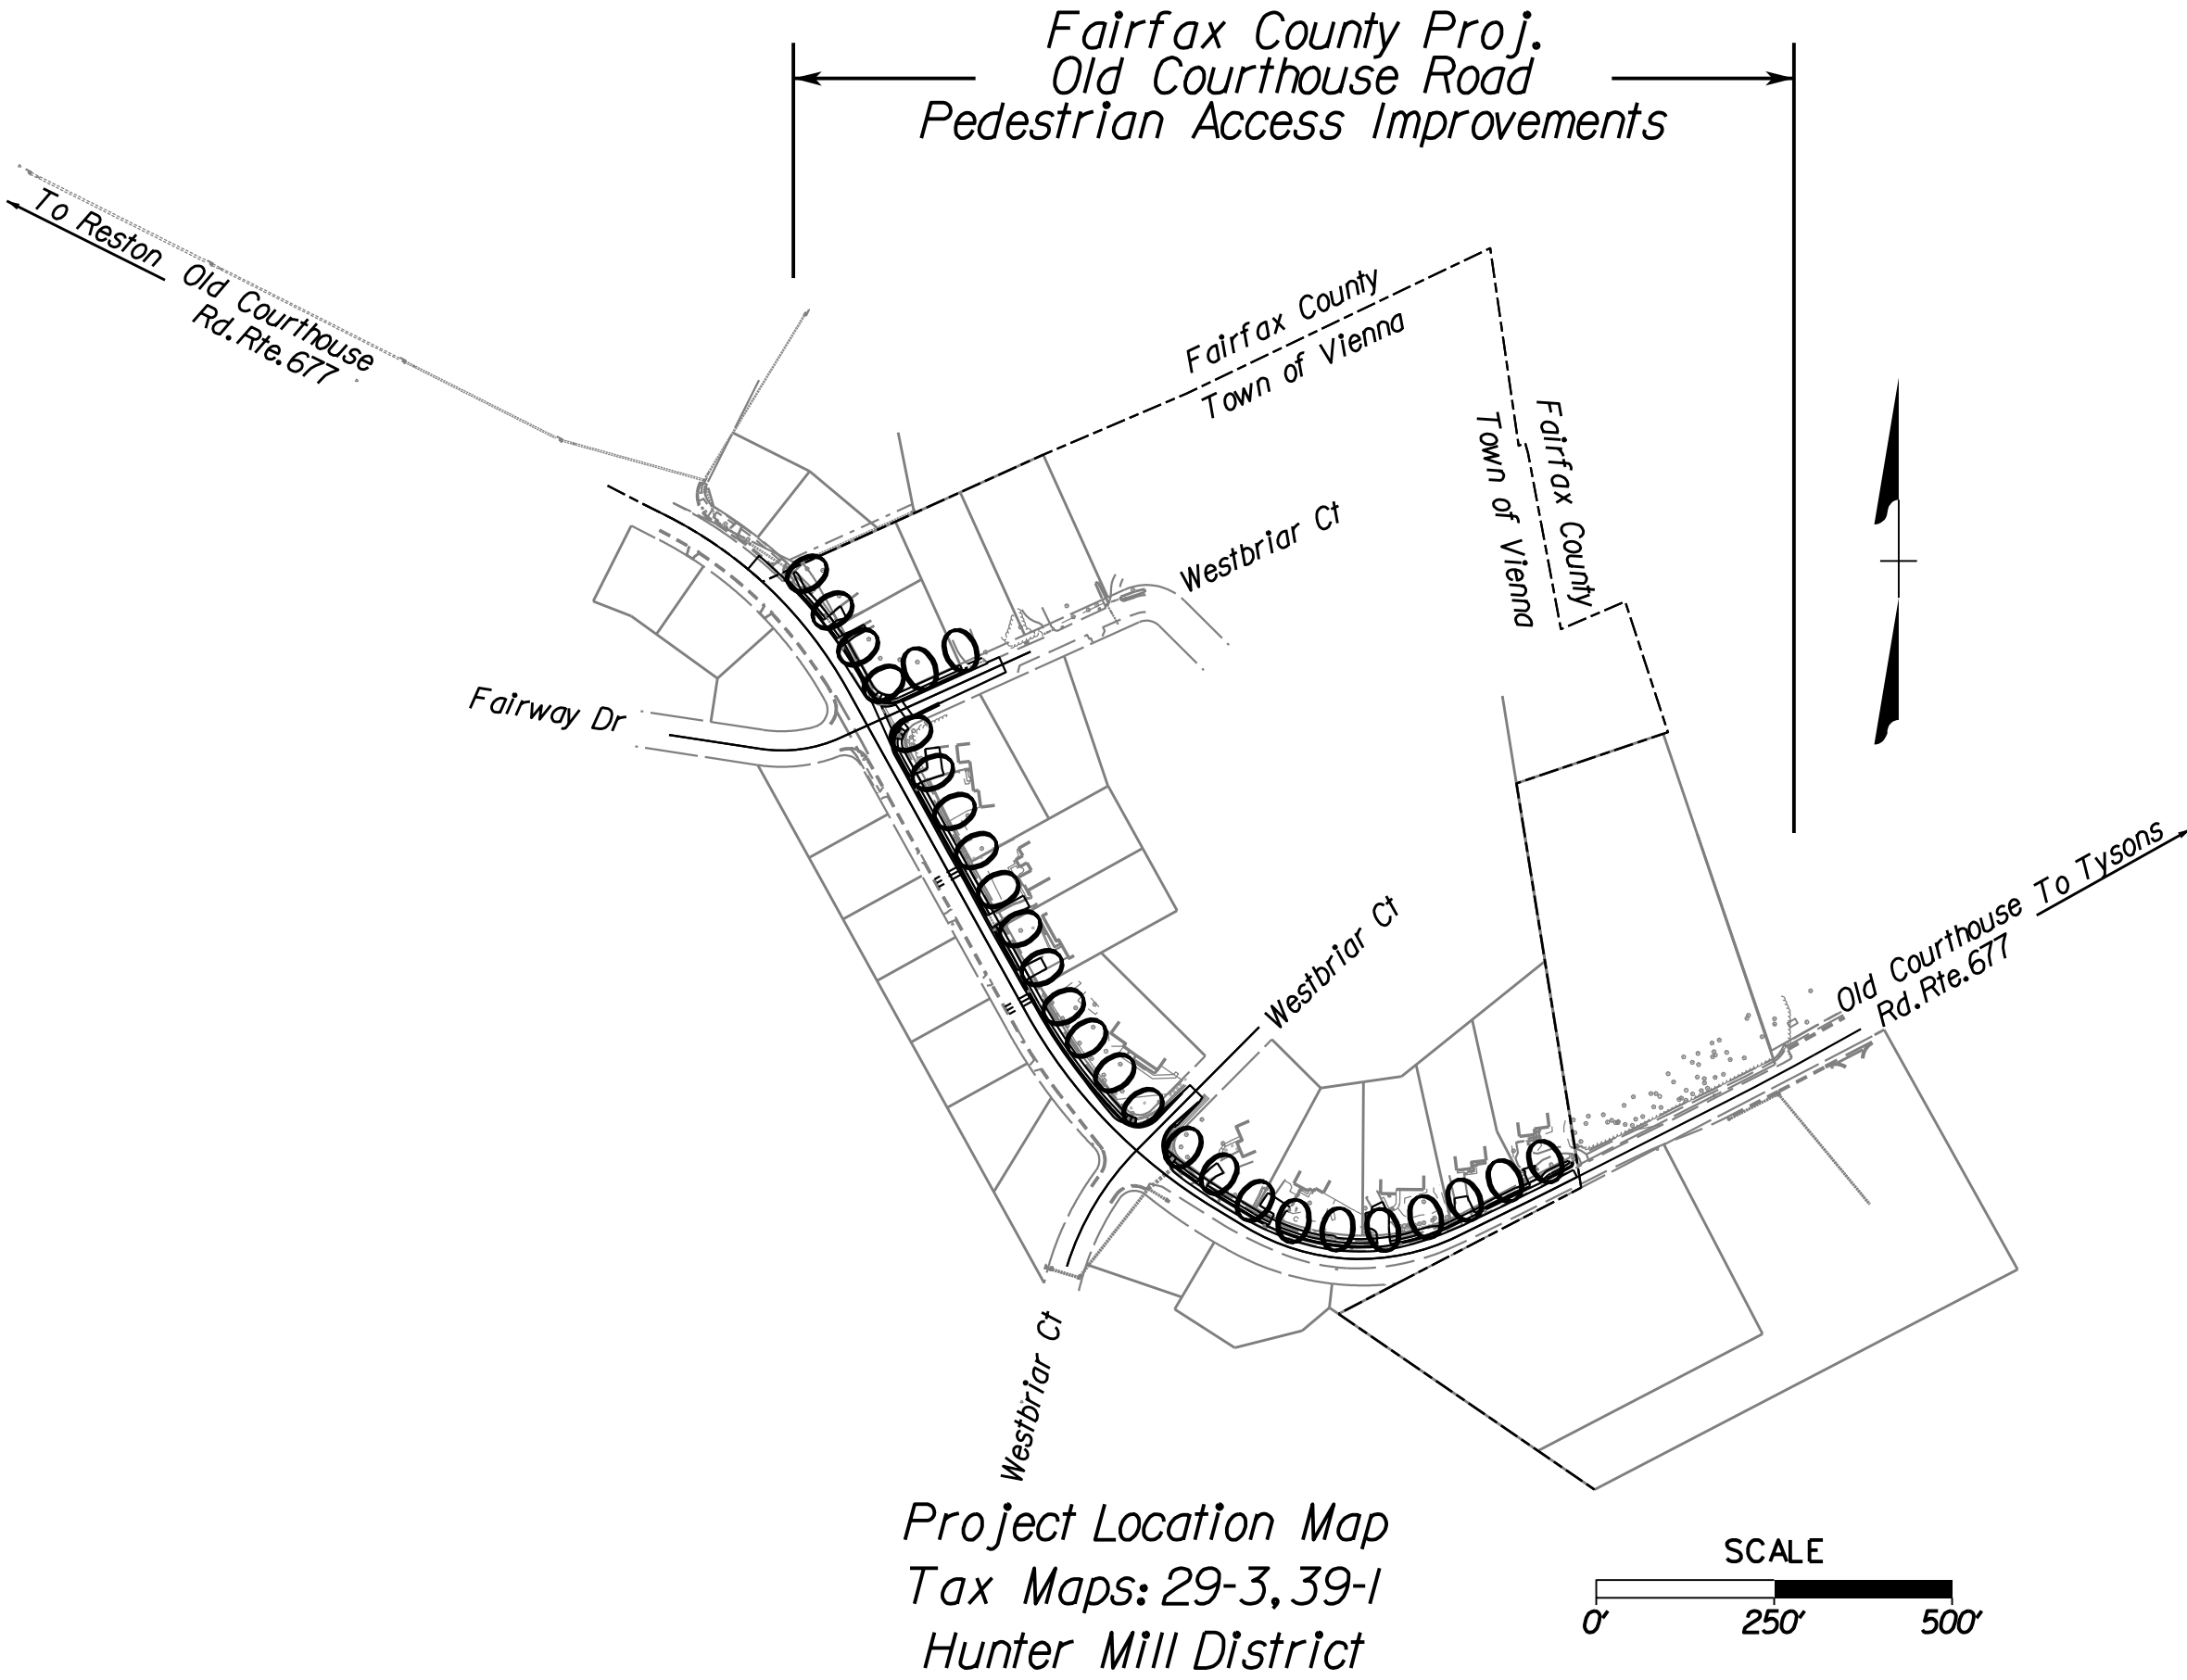 Fairfax County Proj.
Old Courthouse Road
Pedestrian Access Improvements
To Reston
Old Courthouse
Rd. Rte. 677
Fairfax County
Town of Vienna
Fairfax County
Town of Vienna
Westbriar Ct
Fairway Dr
Westbriar Ct
To Tysons
Old Courthouse
Rd. Rte. 677
Westbriar Ct
Project Location Map
Tax Maps: 29-3, 39-1
Hunter Mill District
SCALE
0' 250' 500'